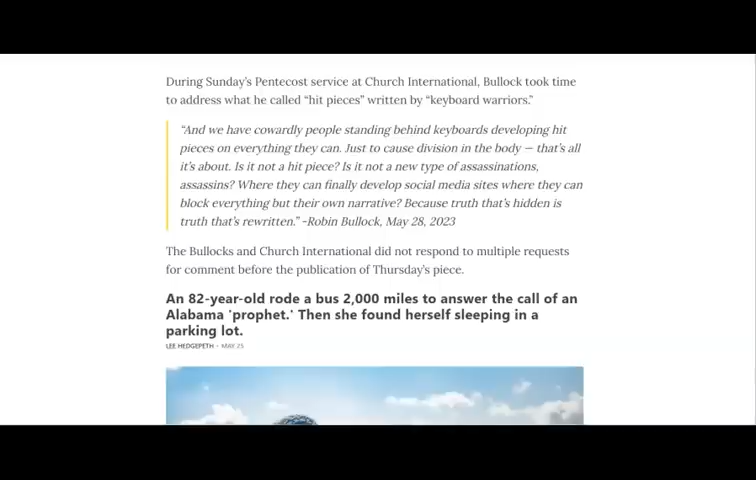 During Sunday's Pentecost service at Church International, Bullock took time
to address what he called "hit pieces" written by "keyboard warriors."
"And we have cowardly people standing behind keyboards developing hit
pieces on everything they can. Just to cause division in the body — that's all
it's about. Is it not a hit piece? Is it not a new type of assassinations,
assassins? Where they can finally develop social media sites where they can
block everything but their own narrative? Because truth that's hidden is
truth that's rewritten." -Robin Bullock, May 28, 2023
The Bullocks and Church International did not respond to multiple requests
for comment before the publication of Thursday's piece.
An 82-year-old rode a bus 2,000 miles to answer the call of an
Alabama 'prophet.' Then she found herself sleeping in a
parking lot.
LEE HEDGEPETH • MAY 25